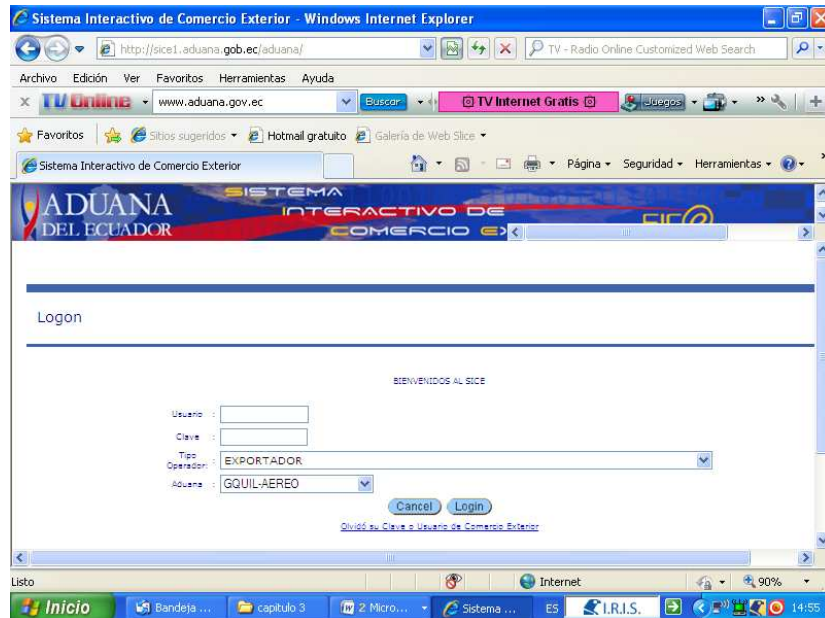 Sistema Interactivo de Comercio Exterior - Windows Internet Explorer
http://sice1.aduana.gob.ec/aduana/
TV - Radio Online Customized Web Search
Archivo Edición Ver Favoritos Herramientas Ayuda
x TV Online www.aduana.gov.ec Buscar TV Internet Gratis Juegos »
Favoritos Sitios sugeridos Hotmail gratuito Galería de Web Slice
Sistema Interactivo de Comercio Exterior Página Seguridad Herramientas
ADUANA
DEL ECUADOR
SISTEMA
INTERACTIVO DE
COMERCIO
SIC@
Logon
BIENVENIDOS AL SICE
Usuario :
Clave :
Tipo Operador: : EXPORTADOR
Aduana : GQUIL-AEREO
Cancel Login
Olvidó su Clave o Usuario de Comercio Exterior
Listo Internet 90%
Inicio Bandeja ... capitulo 3 2 Micro... Sistema ... ES I.R.I.S. 14:55